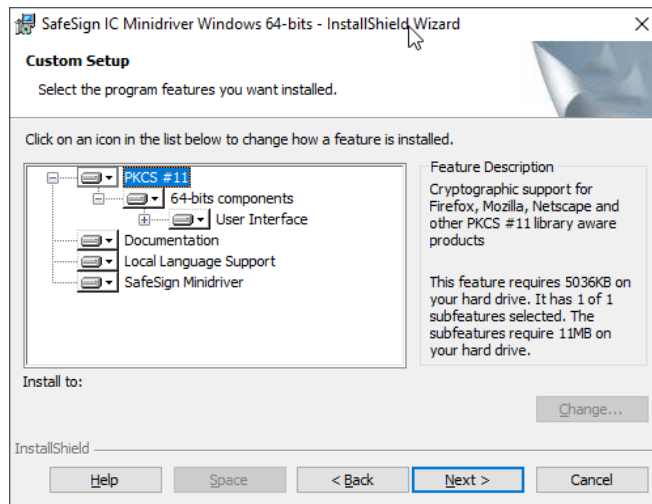 SafeSign IC Minidriver Windows 64-bits - InstallShield Wizard
Custom Setup
Select the program features you want installed.
Click on an icon in the list below to change how a feature is installed.
PKCS #11
64-bits components
User Interface
Documentation
Local Language Support
SafeSign Minidriver
Feature Description
Cryptographic support for
Firefox, Mozilla, Netscape and
other PKCS #11 library aware
products
This feature requires 5036KB on
your hard drive. It has 1 of 1
subfeatures selected. The
subfeatures require 11MB on
your hard drive.
Install to:
Change...
InstallShield
Help
Space
< Back
Next >
Cancel